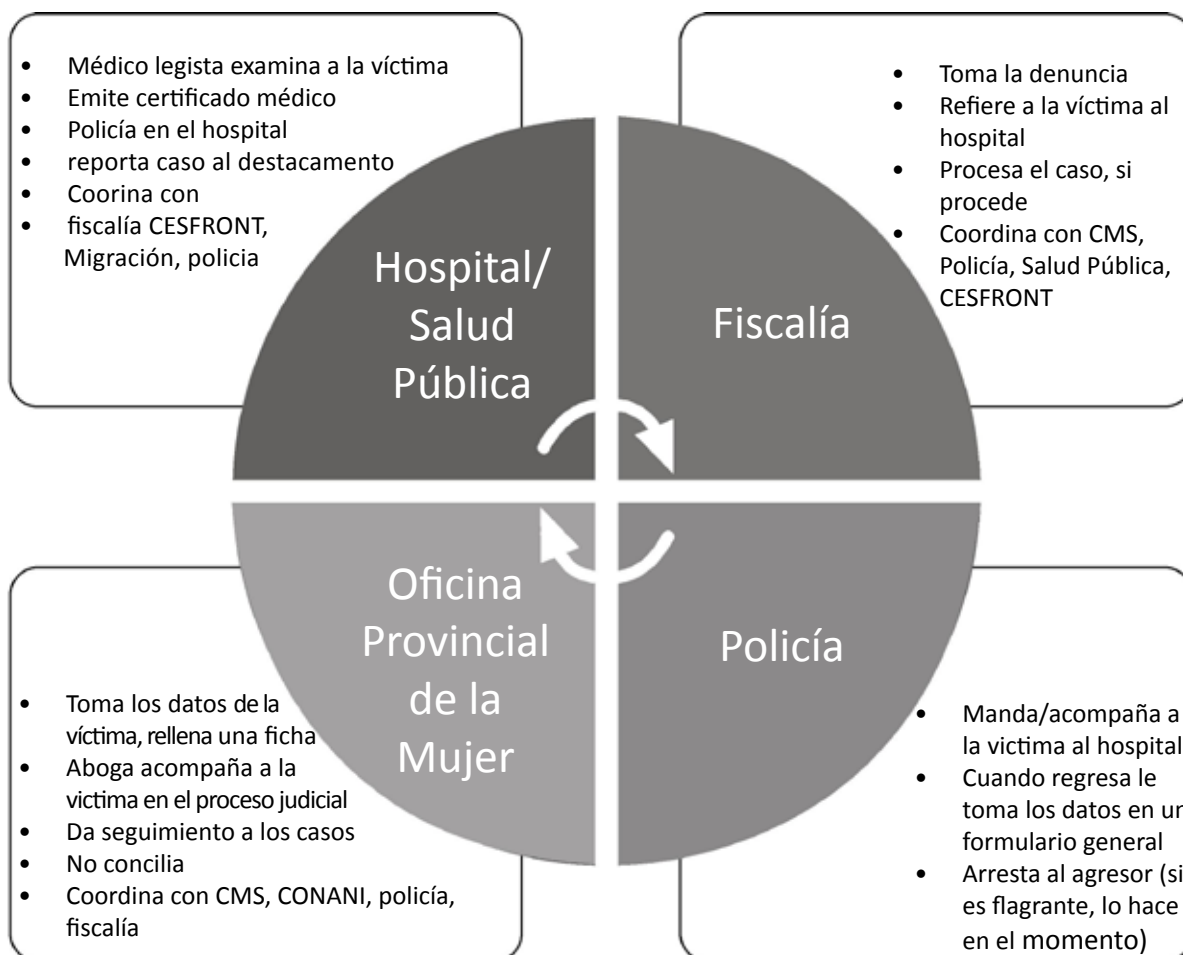 • Médico legista examina a la víctima
• Emite certificado médico
• Policía en el hospital
• reporta caso al destacamento
• Coorina con
• fiscalía CESFRONT,
Migración, policia
• Toma la denuncia
• Refiere a la víctima al
hospital
• Procesa el caso, si
procede
• Coordina con CMS,
Policía, Salud Pública,
CESFRONT
Hospital/
Salud
Pública
Fiscalía
Oficina
Provincial
de la
Mujer
Policía
• Toma los datos de la
víctima, rellena una ficha
• Aboga acompaña a la
victima en el proceso judicial
• Da seguimiento a los casos
• No concilia
• Coordina con CMS, CONANI, policía,
fiscalía
• Manda/acompaña a
la victima al hospital
• Cuando regresa le
toma los datos en un
formulario general
• Arresta al agresor (si
es flagrante, lo hace
en el momento)